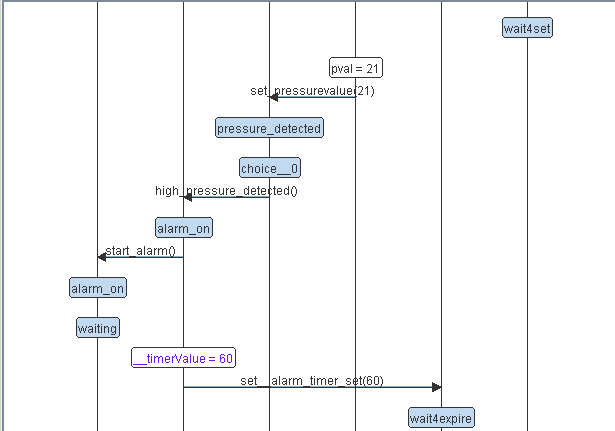 wait4set
pval = 21
set_pressurevalue(21)
pressure_detected
choice__0
high_pressure_detected()
alarm_on
start_alarm()
alarm_on
waiting
__timerValue = 60
set__alarm_timer_set(60)
wait4expire